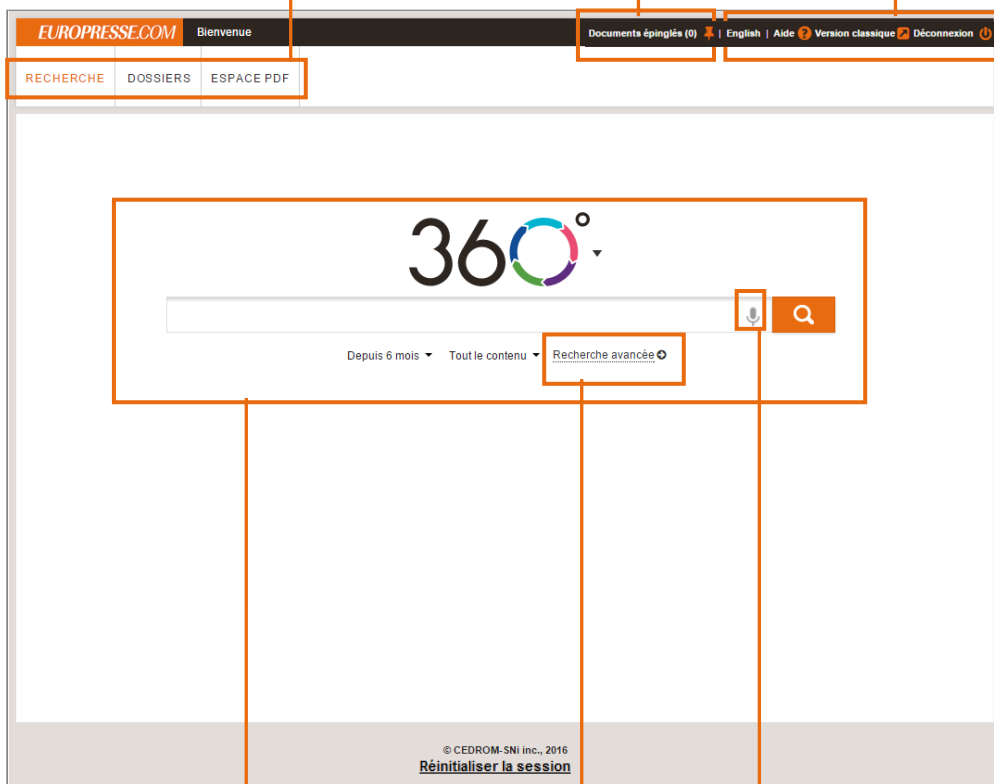 EUROPRESSE.COM Bienvenue Documents épinglés (0) | English | Aide ? Version classique Déconnexion
RECHERCHE DOSSIERS ESPACE PDF
360°
Depuis 6 mois Tout le contenu Recherche avancée
© CEDROM-SNi inc., 2016
Réinitialiser la session